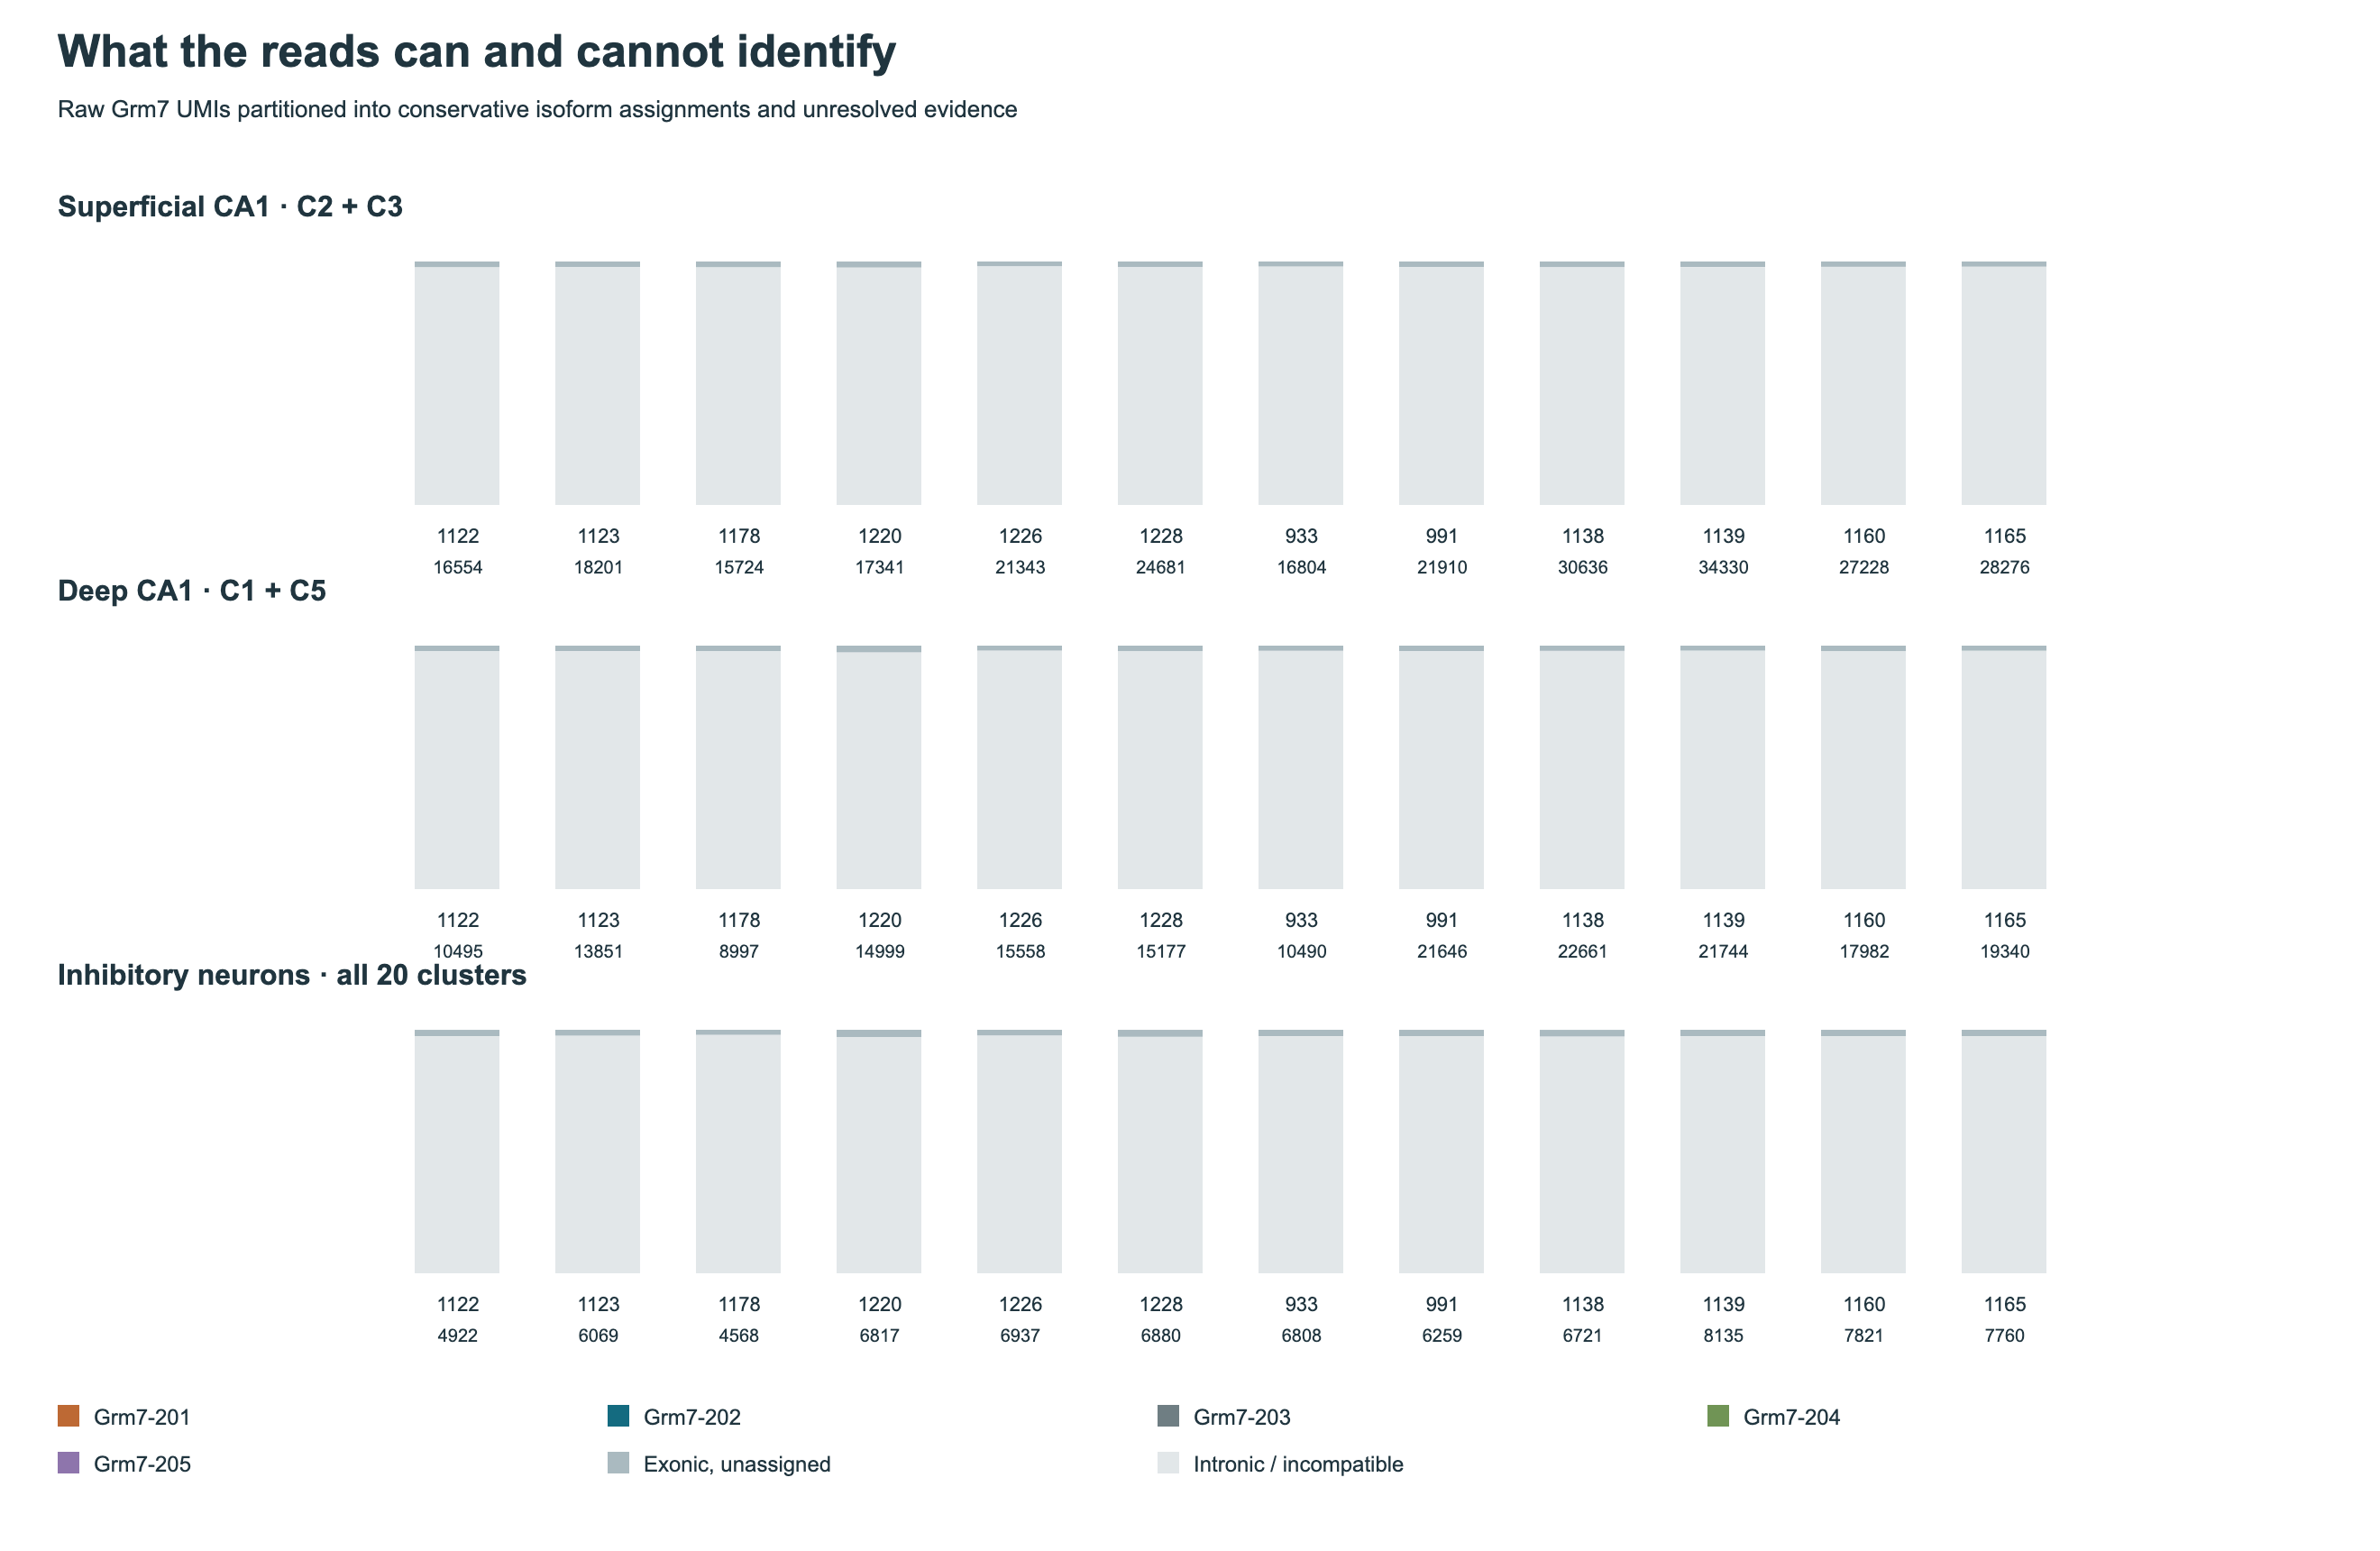 What the reads can and cannot identify
Raw Grm7 UMIs partitioned into conservative isoform assignments and unresolved evidence
Superficial CA1 · C2 + C3
1122 1123 1178 1220 1226 1228 933 991 1138 1139 1160 1165
16554 18201 15724 17341 21343 24681 16804 21910 30636 34330 27228 28276
Deep CA1 · C1 + C5
1122 1123 1178 1220 1226 1228 933 991 1138 1139 1160 1165
10495 13851 8997 14999 15558 15177 10490 21646 22661 21744 17982 19340
Inhibitory neurons · all 20 clusters
1122 1123 1178 1220 1226 1228 933 991 1138 1139 1160 1165
4922 6069 4568 6817 6937 6880 6808 6259 6721 8135 7821 7760
Grm7-201 Grm7-202 Grm7-203 Grm7-204
Grm7-205 Exonic, unassigned Intronic / incompatible